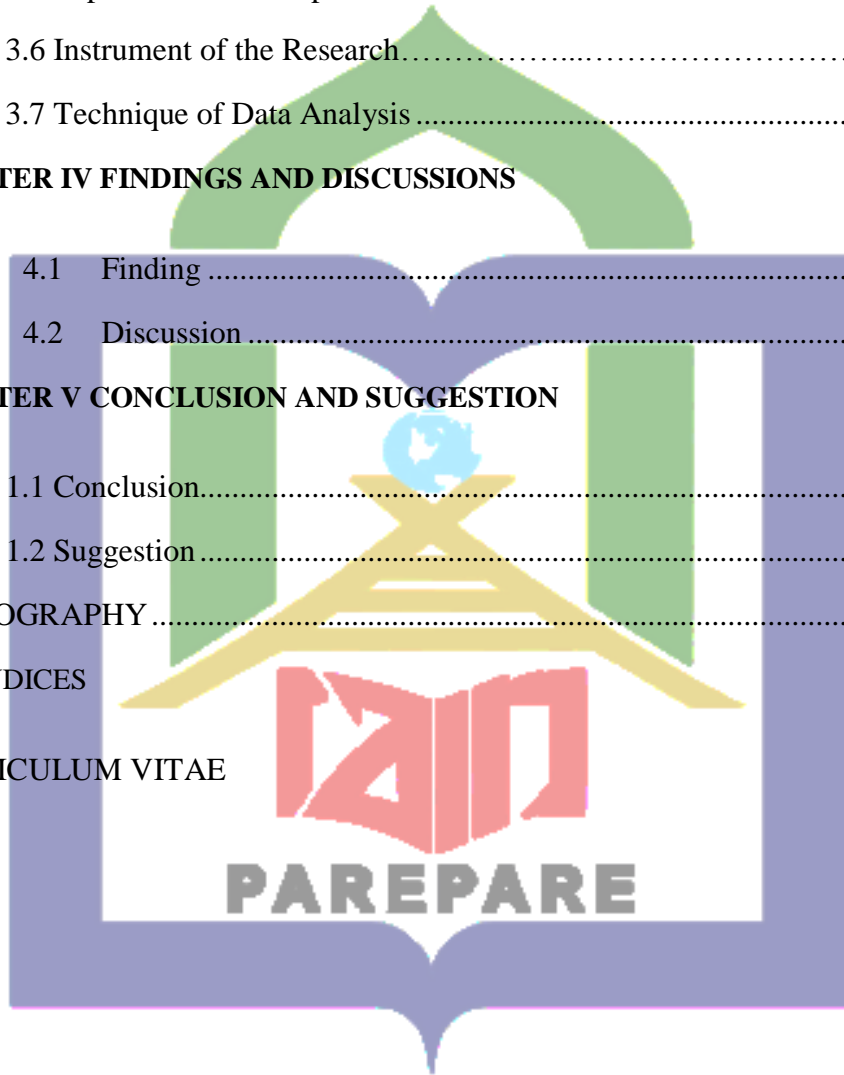 3.6 Instrument of the Research……………...……………………
3.7 Technique of Data Analysis ..........................................................
TER IV FINDINGS AND DISCUSSIONS
4.1 Finding ..........................................................................................
4.2 Discussion ....................................................................................
TER V CONCLUSION AND SUGGESTION
1.1 Conclusion..........................................................................................
1.2 Suggestion ..........................................................................................
OGRAPHY .................................................................................................
DICES
ICULUM VITAE
IAIN
PAREPARE